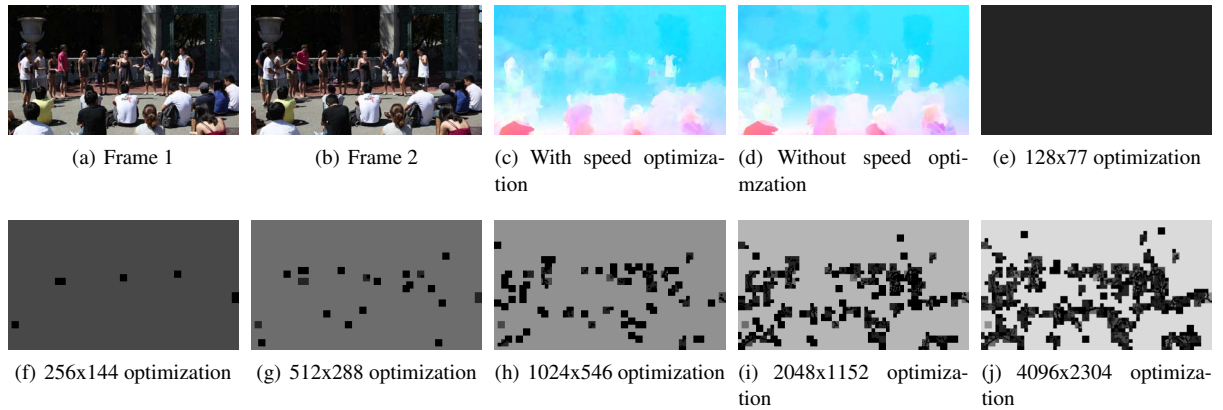 (a) Frame 1
(b) Frame 2
(c) With speed optimiza-
tion
(d) Without speed opti-
mzation
(e) 128x77 optimization
(f) 256x144 optimization
(g) 512x288 optimization
(h) 1024x546 optimization
(i) 2048x1152 optimiza-
tion
(j) 4096x2304 optimiza-
tion